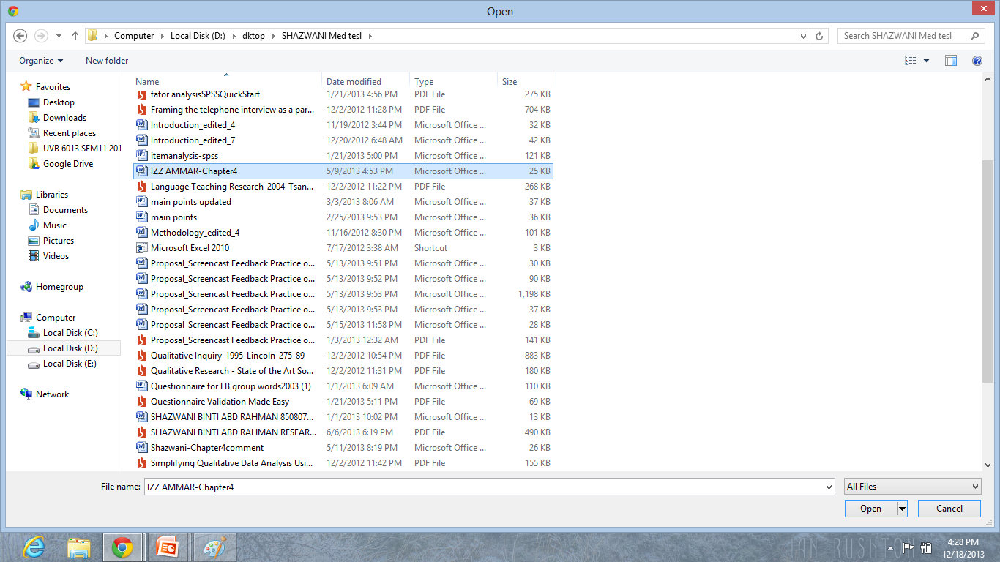 Open
Computer Local Disk (D:) dktop SHAZWANI Med tesl
Search SHAZWANI Med tesl
Organize New folder
Favorites
Desktop
Downloads
Recent places
UVB 6013 SEM11 201
Google Drive
Libraries
Documents
Music
Pictures
Videos
Homegroup
Computer
Local Disk (C:)
Local Disk (D:)
Local Disk (E:)
Network
Name Date modified Type Size
fator analysisSPSSQuickStart 1/21/2013 4:56 PM PDF File 275 KB
Framing the telephone interview as a par... 12/2/2012 11:28 PM PDF File 704 KB
Introduction_edited_4 11/19/2012 3:44 PM Microsoft Office ... 32 KB
Introduction_edited_7 12/20/2012 6:48 AM Microsoft Office ... 42 KB
itemanalysis-spss 1/21/2013 5:00 PM Microsoft Office ... 121 KB
IZZ AMMAR-Chapter4 5/9/2013 4:53 PM Microsoft Office ... 25 KB
Language Teaching Research-2004-Tsan... 12/2/2012 11:22 PM PDF File 268 KB
main points updated 3/3/2013 8:06 AM Microsoft Office ... 37 KB
main points 2/25/2013 9:53 PM Microsoft Office ... 36 KB
Methodology_edited_4 11/16/2012 8:30 PM Microsoft Office ... 101 KB
Microsoft Excel 2010 7/17/2012 3:38 AM Shortcut 3 KB
Proposal_Screencast Feedback Practice o... 5/13/2013 9:51 PM Microsoft Office ... 30 KB
Proposal_Screencast Feedback Practice o... 5/13/2013 9:52 PM Microsoft Office ... 90 KB
Proposal_Screencast Feedback Practice o... 5/13/2013 9:53 PM Microsoft Office ... 1,198 KB
Proposal_Screencast Feedback Practice o... 5/13/2013 9:53 PM Microsoft Office ... 37 KB
Proposal_Screencast Feedback Practice o... 5/15/2013 11:58 PM Microsoft Office ... 28 KB
Proposal_Screencast Feedback Practice o... 1/3/2013 12:32 AM PDF File 141 KB
Qualitative Inquiry-1995-Lincoln-275-89 12/2/2012 10:54 PM PDF File 883 KB
Qualitative Research - State of the Art So... 12/2/2012 11:31 PM PDF File 180 KB
Questionnaire for FB group words2003 (1) 1/1/2013 6:09 AM Microsoft Office ... 110 KB
Questionnaire Validation Made Easy 1/21/2013 5:11 PM PDF File 69 KB
SHAZWANI BINTI ABD RAHMAN 850807... 1/1/2013 10:02 PM Microsoft Office ... 13 KB
SHAZWANI BINTI ABD RAHMAN RESEAR... 6/6/2013 6:19 PM PDF File 490 KB
Shazwani-Chapter4comment 5/11/2013 8:19 PM Microsoft Office ... 26 KB
Simplifying Qualitative Data Analysis Usi... 12/2/2012 11:42 PM PDF File 155 KB
File name: IZZ AMMAR-Chapter4 All Files
Open Cancel
IAN RUSHTON
4:28 PM
12/18/2013